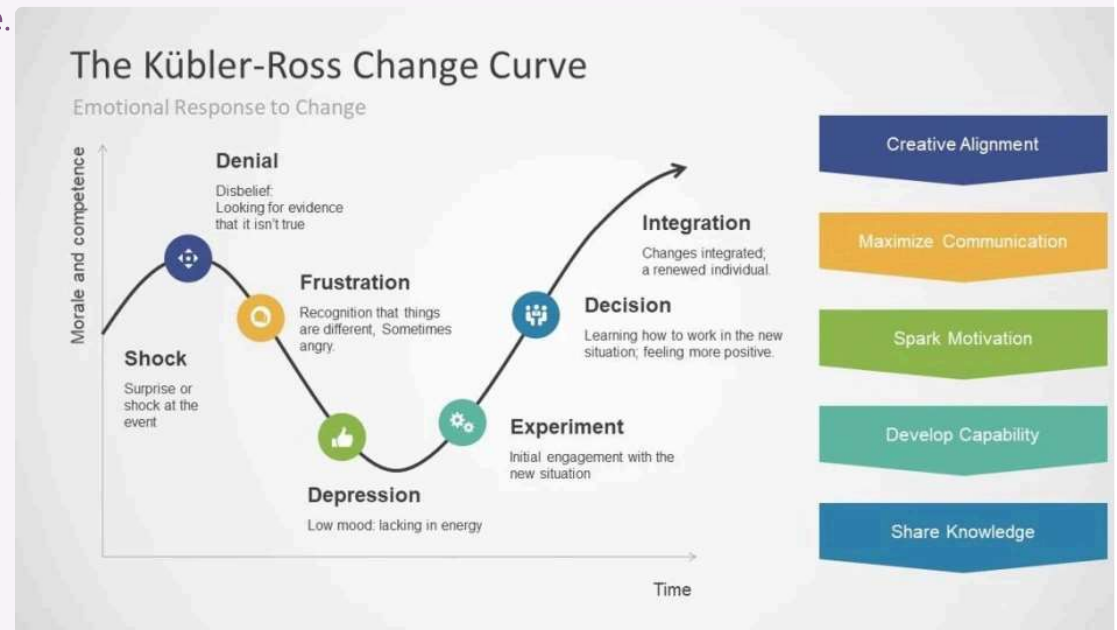 e.
The Kübler-Ross Change Curve
Emotional Response to Change
Morale and competence
Denial
Disbelief:
Looking for evidence
that it isn't true
Shock
Surprise or
shock at the
event
Frustration
Recognition that things
are different, Sometimes
angry.
Depression
Low mood: lacking in energy
Experiment
Initial engagement with the
new situation
Decision
Learning how to work in the new
situation; feeling more positive.
Integration
Changes integrated;
a renewed individual.
Time
Creative Alignment
Maximize Communication
Spark Motivation
Develop Capability
Share Knowledge